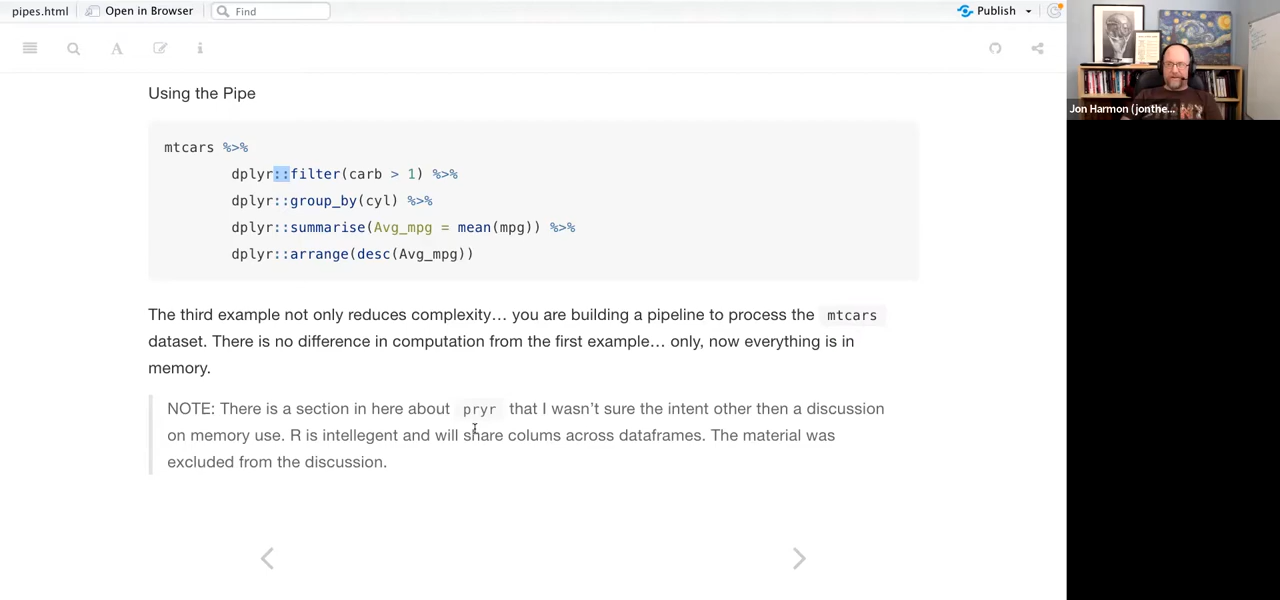 pipes.html Open in Browser Find Publish
Using the Pipe
mtcars %>%
dplyr::filter(carb > 1) %>%
dplyr::group_by(cyl) %>%
dplyr::summarise(Avg_mpg = mean(mpg)) %>%
dplyr::arrange(desc(Avg_mpg))
The third example not only reduces complexity… you are building a pipeline to process the mtcars
dataset. There is no difference in computation from the first example… only, now everything is in
memory.
NOTE: There is a section in here about pryr that I wasn’t sure the intent other then a discussion
on memory use. R is intellegent and will share colums across dataframes. The material was
excluded from the discussion.
Jon Harmon (jonthe...